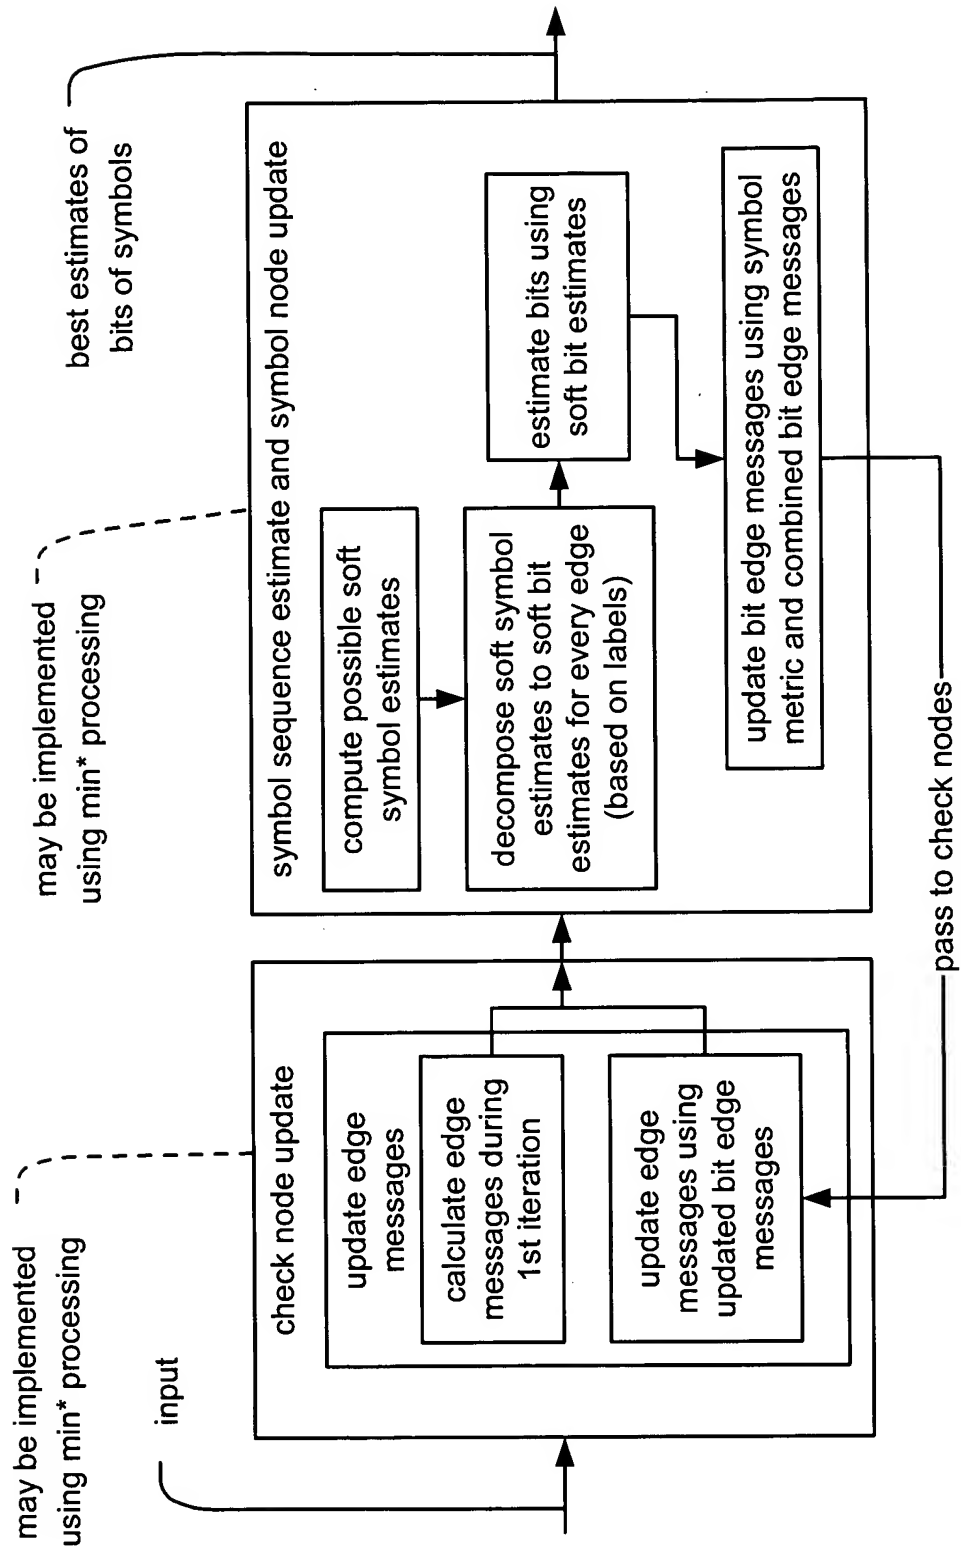 may be implemented
using min* processing
input
check node update
update edge
messages
calculate edge
messages during
1st iteration
update edge
messages using
updated bit edge
messages
may be implemented
using min* processing
best estimates of
bits of symbols
symbol sequence estimate and symbol node update
compute possible soft
symbol estimates
decompose soft symbol
estimates to soft bit
estimates for every edge
(based on labels)
estimate bits using
soft bit estimates
update bit edge messages using symbol
metric and combined bit edge messages
pass to check nodes